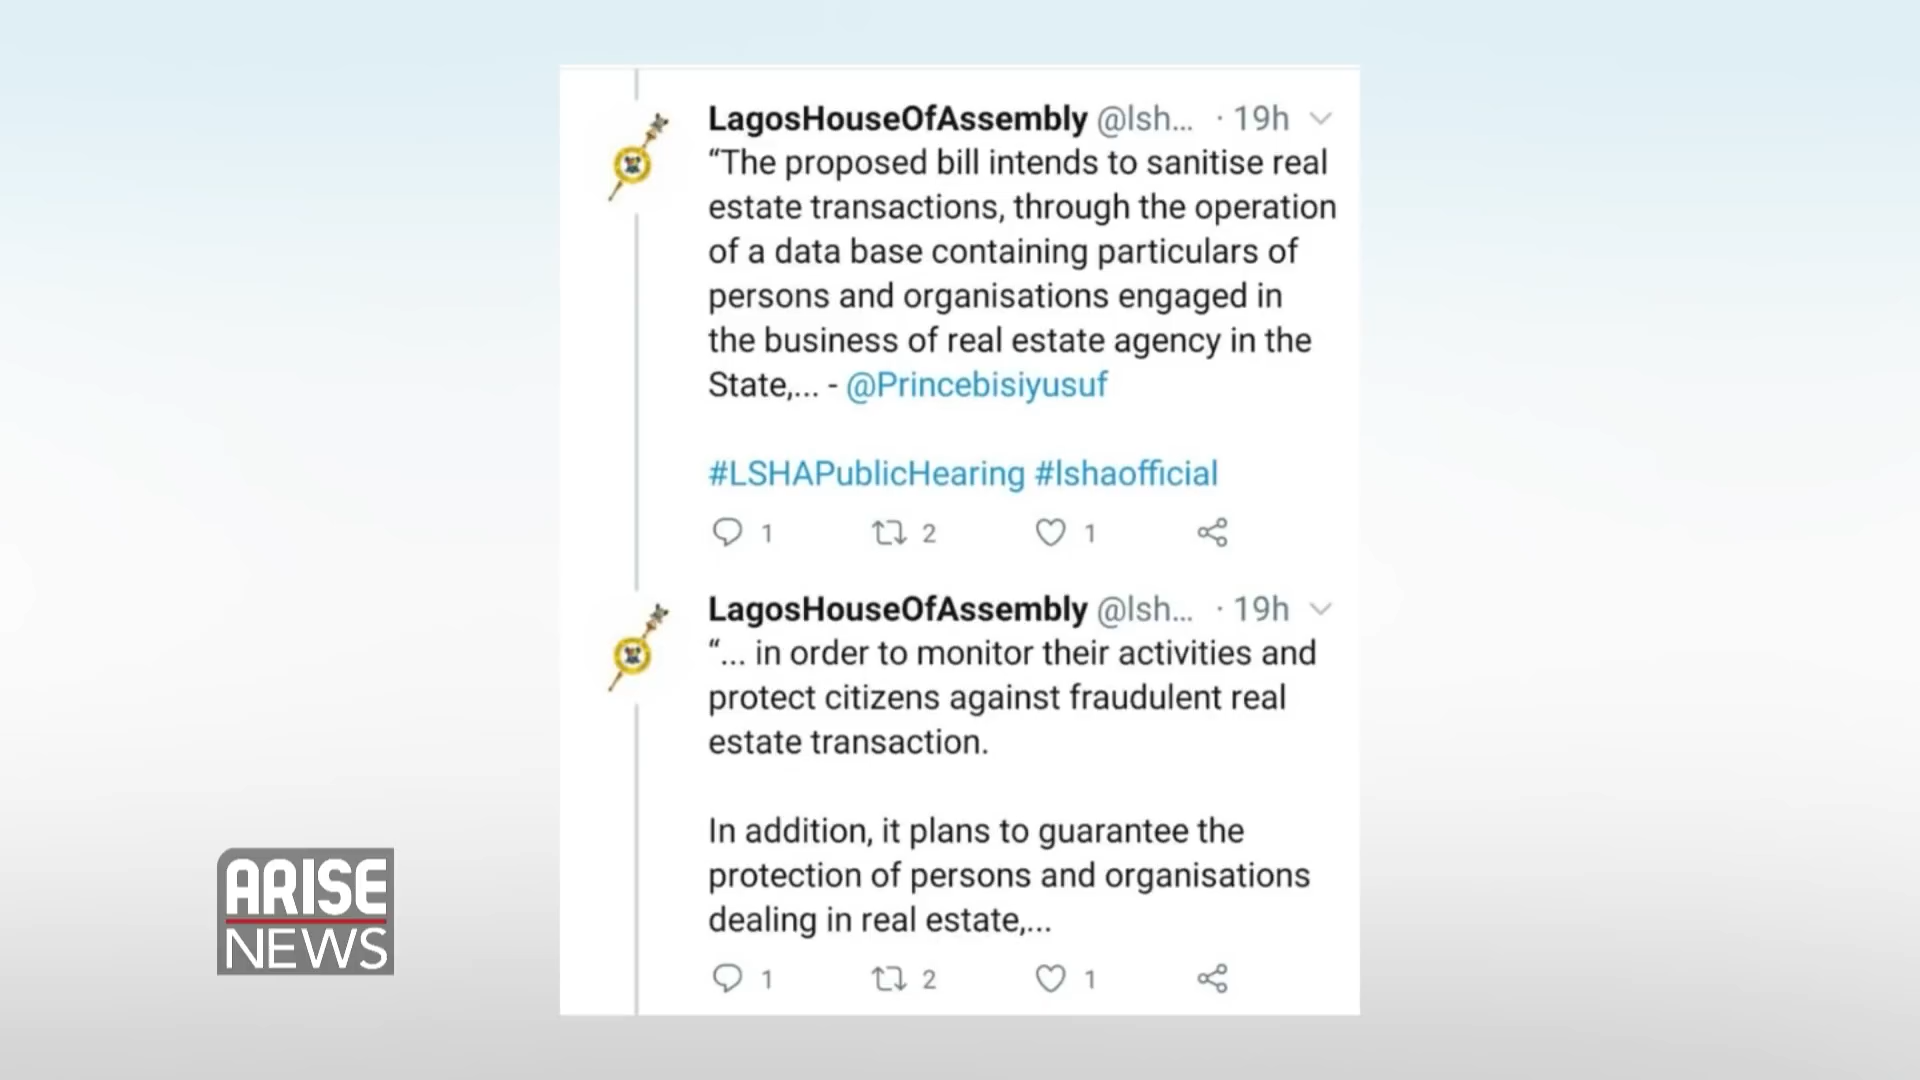 LagosHouseOfAssembly @lsh... · 19h
“The proposed bill intends to sanitise real
estate transactions, through the operation
of a data base containing particulars of
persons and organisations engaged in
the business of real estate agency in the
State,... - @Princebisiyusuf
#LSHAPublicHearing #lshaofficial
1 2 1
LagosHouseOfAssembly @lsh... · 19h
“... in order to monitor their activities and
protect citizens against fraudulent real
estate transaction.
In addition, it plans to guarantee the
protection of persons and organisations
dealing in real estate,...
1 2 1
ARISE
NEWS